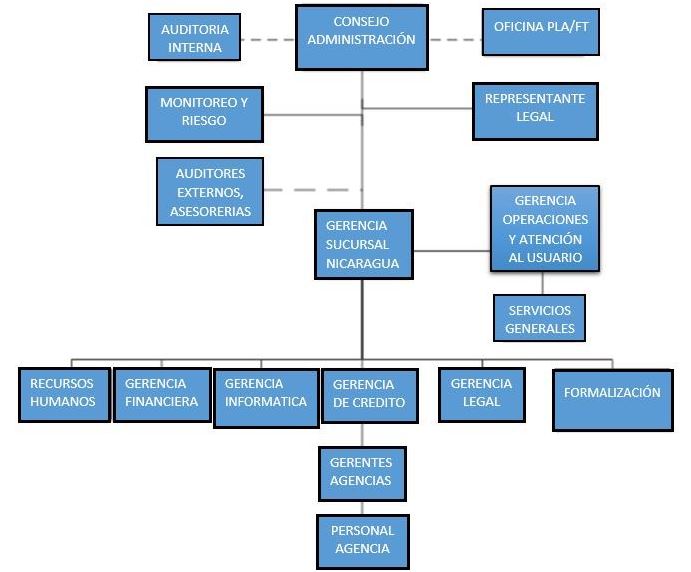 AUDITORIA
INTERNA
CONSEJO
ADMINISTRACIÓN
OFICINA PLA/FT
MONITOREO Y
RIESGO
REPRESENTANTE
LEGAL
AUDITORES
EXTERNOS,
ASESORERIAS
GERENCIA
SUCURSAL
NICARAGUA
GERENCIA
OPERACIONES
Y ATENCIÓN
AL USUARIO
SERVICIOS
GENERALES
RECURSOS
HUMANOS
GERENCIA
FINANCIERA
GERENCIA
INFORMATICA
GERENCIA
DE CREDITO
GERENCIA
LEGAL
FORMALIZACIÓN
GERENTES
AGENCIAS
PERSONAL
AGENCIA